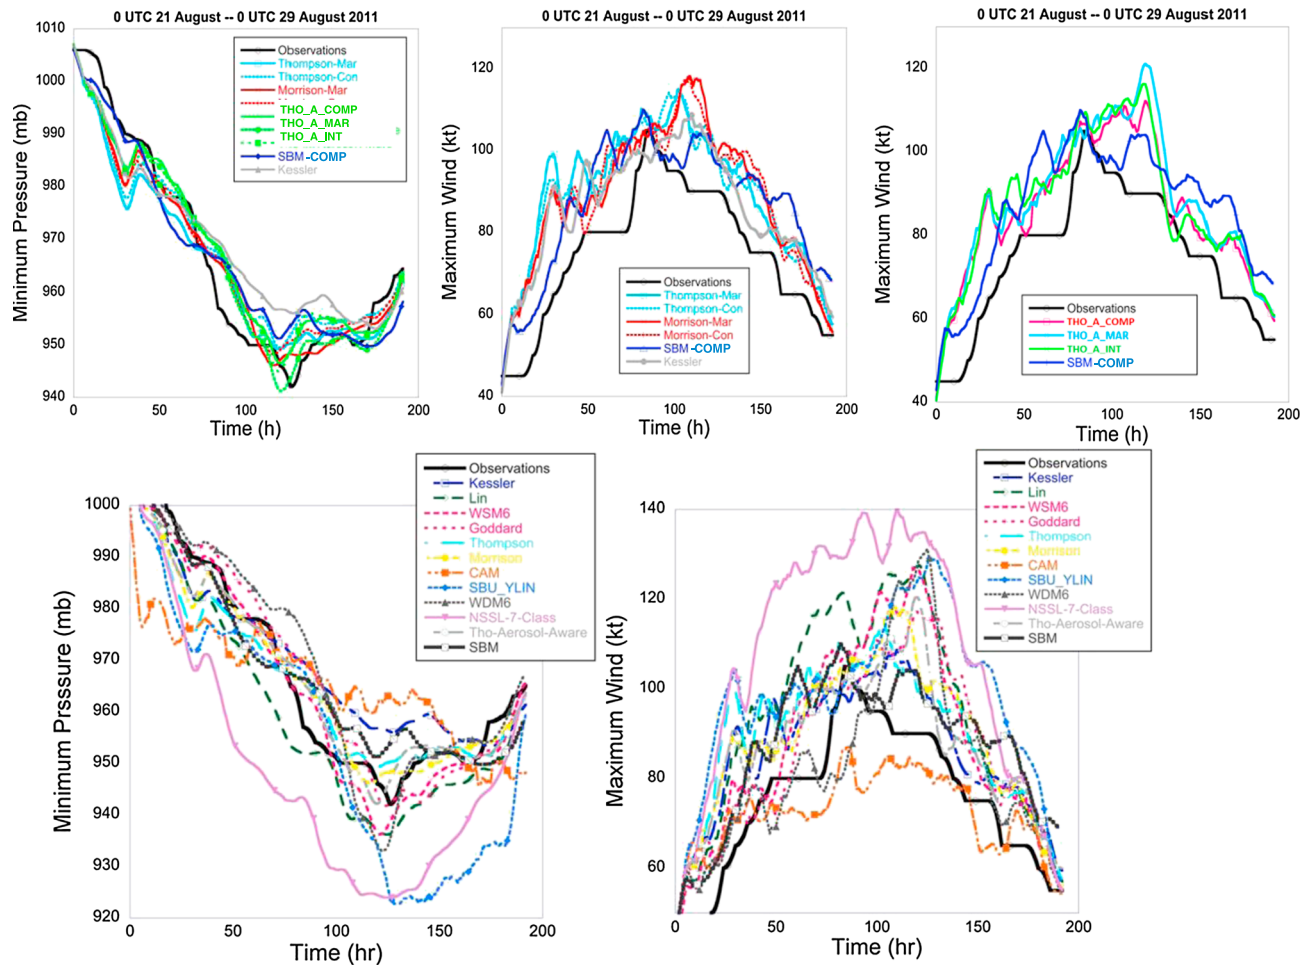 0 UTC 21 August -- 0 UTC 29 August 2011
1010
1000
990
980
970
960
950
940
0
50
100
150
200
Minimum Pressure (mb)
Time (h)
Observations
Thompson-Mar
Thompson-Con
Morrison-Mar
THO_A_COMP
THO_A_MAR
THO_A_INT
SBM-COMP
Kessler
0 UTC 21 August -- 0 UTC 29 August 2011
120
100
80
60
40
0
50
100
150
200
Maximum Wind (kt)
Time (h)
Observations
Thompson-Mar
Thompson-Con
Morrison-Mar
Morrison-Con
SBM-COMP
Kessler
0 UTC 21 August -- 0 UTC 29 August 2011
120
100
80
60
40
0
50
100
150
200
Maximum Wind (kt)
Time (h)
Observations
THO_A_COMP
THO_A_MAR
THO_A_INT
SBM-COMP
1000
990
980
970
960
950
940
930
920
0
50
100
150
200
Minimum Prsssure (mb)
Time (hr)
Observations
Kessler
Lin
WSM6
Goddard
Thompson
Morrison
CAM
SBU_YLIN
WDM6
NSSL-7-Class
Tho-Aerosol-Aware
SBM
140
120
100
80
60
0
50
100
150
200
Maximum Wind (kt)
Time (hr)
Observations
Kessler
Lin
WSM6
Goddard
Thompson
Morrison
CAM
SBU_YLIN
WDM6
NSSL-7-Class
Tho-Aerosol-Aware
SBM